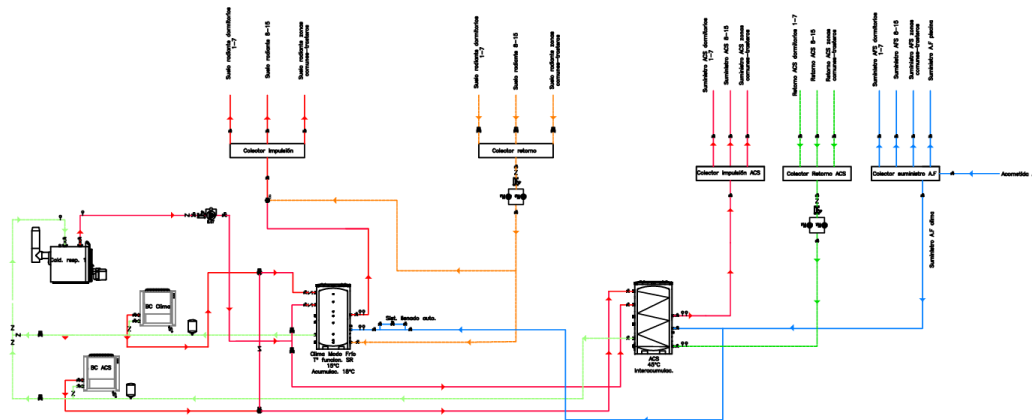 Suelo radiante dormitorios
1-7
Suelo radiante 8-15
Suelo radiante zonas
comunes-trasteros
Suelo radiante dormitorios
1-7
Suelo radiante 8-15
Suelo radiante zonas
comunes-trasteros
Suministro ACS dormitorios
1-7
Suministro ACS 8-15
Suministro ACS zonas
comunes-trasteros
Retorno ACS dormitorios 1-7
Retorno ACS 8-15
Retorno ACS zonas
comunes-trasteros
Suministro AFS dormitorios
1-7
Suministro AFS 8-15
Suministro AFS zonas
comunes-trasteros
Suministro A.F piscina
Colector Impulsión
Colector retorno
Colector Impulsión ACS
Colector Retorno ACS
Colector suministro A.F
Acometida
Suministro A.F clima
Cald. resp. 1
BC Clima
Sist. llenado auto.
BC ACS
Clima Modo Frío
Tª funcion. SR
15ºC
Acumulac. 18ºC
ACS
45ºC
Interacumulac.